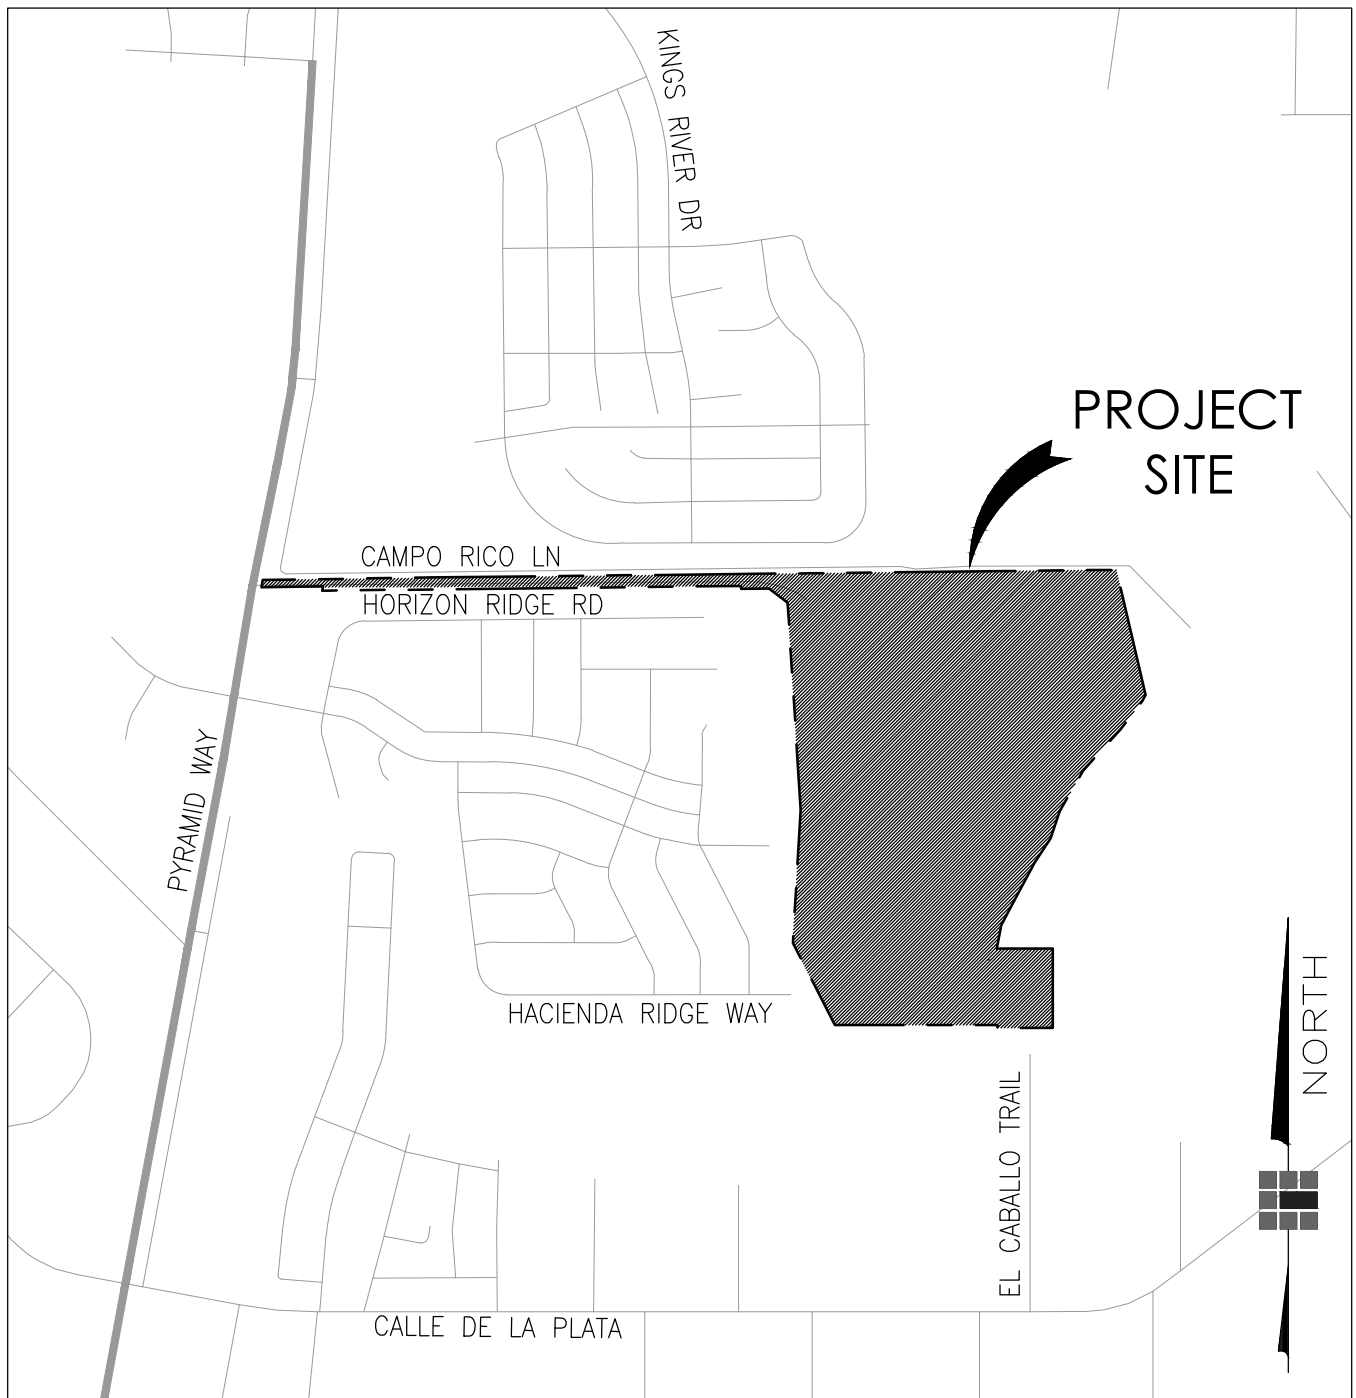 KINGS RIVER DR
PROJECT
SITE
CAMPO RICO LN
HORIZON RIDGE RD
PYRAMID WAY
HACIENDA RIDGE WAY
NORTH
EL CABALLO TRAIL
CALLE DE LA PLATA